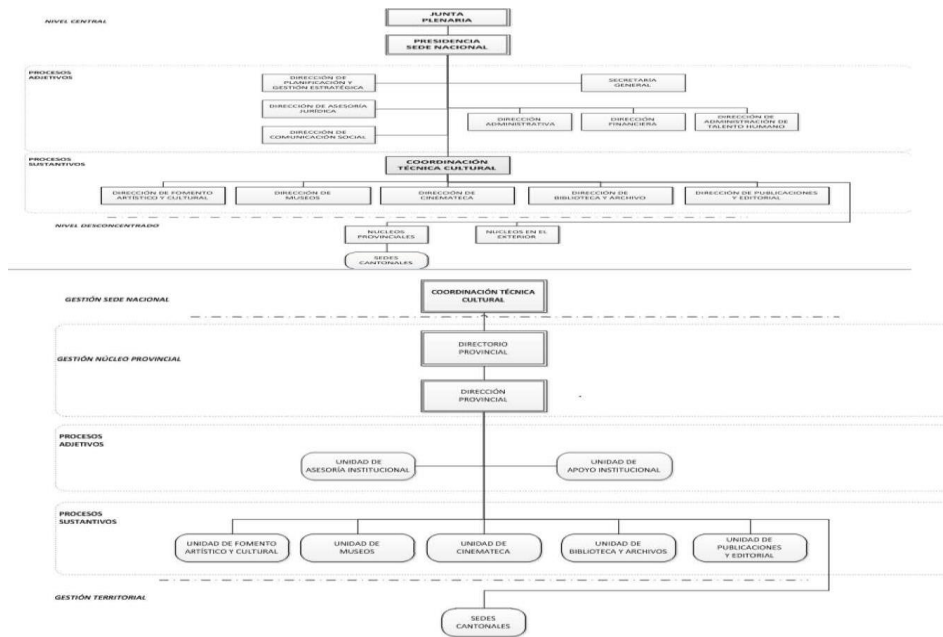 NIVEL CENTRAL
JUNTA
PLENARIA
PRESIDENCIA
SEDE NACIONAL
PROCESOS
ADJETIVOS
DIRECCIÓN DE
PLANIFICACIÓN Y
GESTIÓN ESTRATÉGICA
SECRETARIA
GENERAL
DIRECCIÓN DE ASESORÍA
JURÍDICA
DIRECCIÓN
ADMINISTRATIVA
DIRECCIÓN
FINANCIERA
DIRECCIÓN DE
ADMINISTRACIÓN DE
TALENTO HUMANO
DIRECCIÓN DE
COMUNICACIÓN SOCIAL
PROCESOS
SUSTANTIVOS
COORDINACIÓN
TÉCNICA CULTURAL
DIRECCIÓN DE FOMENTO
ARTÍSTICO Y CULTURAL
DIRECCIÓN DE
MUSEOS
DIRECCIÓN DE
CINEMATECA
DIRECCIÓN DE
BIBLIOTECA Y ARCHIVO
DIRECCIÓN DE PUBLICACIONES
Y EDITORIAL
NIVEL DESCONCENTRADO
NUCLEOS
PROVINCIALES
NUCLEOS EN EL
EXTERIOR
SEDES
CANTONALES
GESTIÓN SEDE NACIONAL
COORDINACIÓN TÉCNICA
CULTURAL
GESTIÓN NÚCLEO PROVINCIAL
DIRECTORIO
PROVINCIAL
DIRECCIÓN
PROVINCIAL
PROCESOS
ADJETIVOS
UNIDAD DE
ASESORÍA INSTITUCIONAL
UNIDAD DE
APOYO INSTITUCIONAL
PROCESOS
SUSTANTIVOS
UNIDAD DE FOMENTO
ARTÍSTICO Y CULTURAL
UNIDAD DE
MUSEOS
UNIDAD DE
CINEMATECA
UNIDAD DE
BIBLIOTECA Y ARCHIVOS
UNIDAD DE
PUBLICACIONES
Y EDITORIAL
GESTIÓN TERRITORIAL
SEDES
CANTONALES